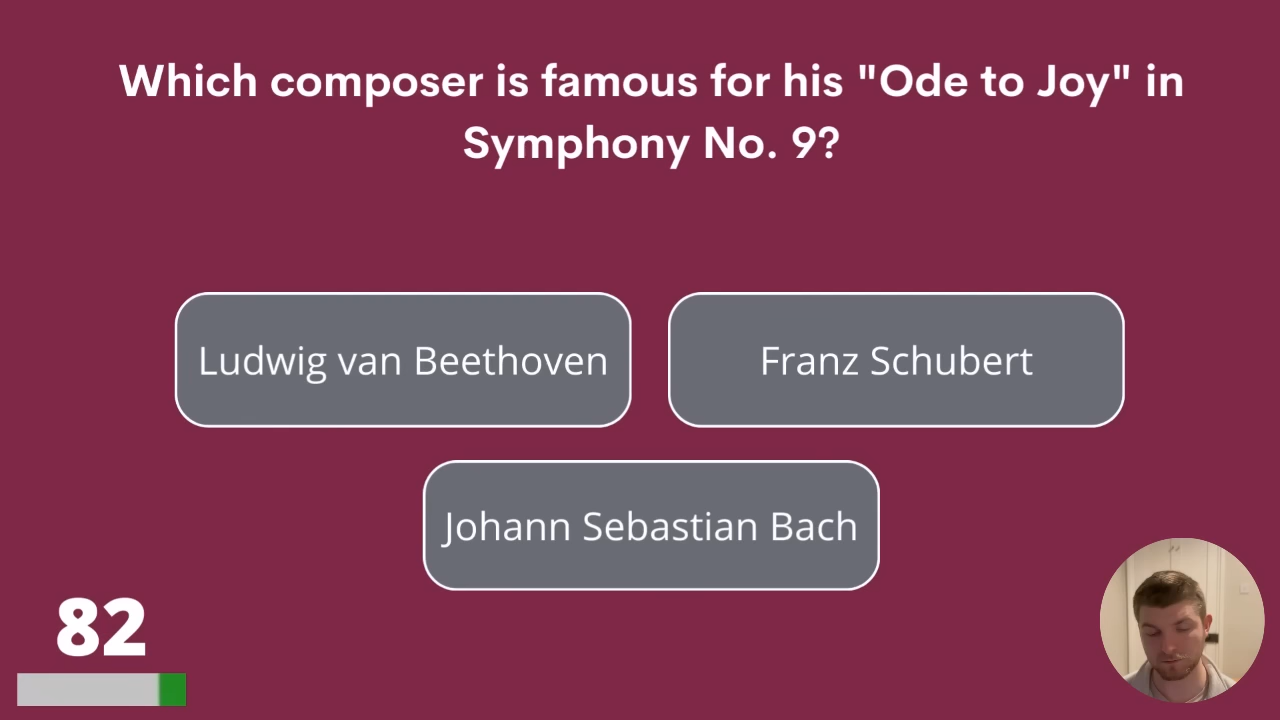 Which composer is famous for his "Ode to Joy" in
Symphony No. 9?
Ludwig van Beethoven
Franz Schubert
Johann Sebastian Bach
82